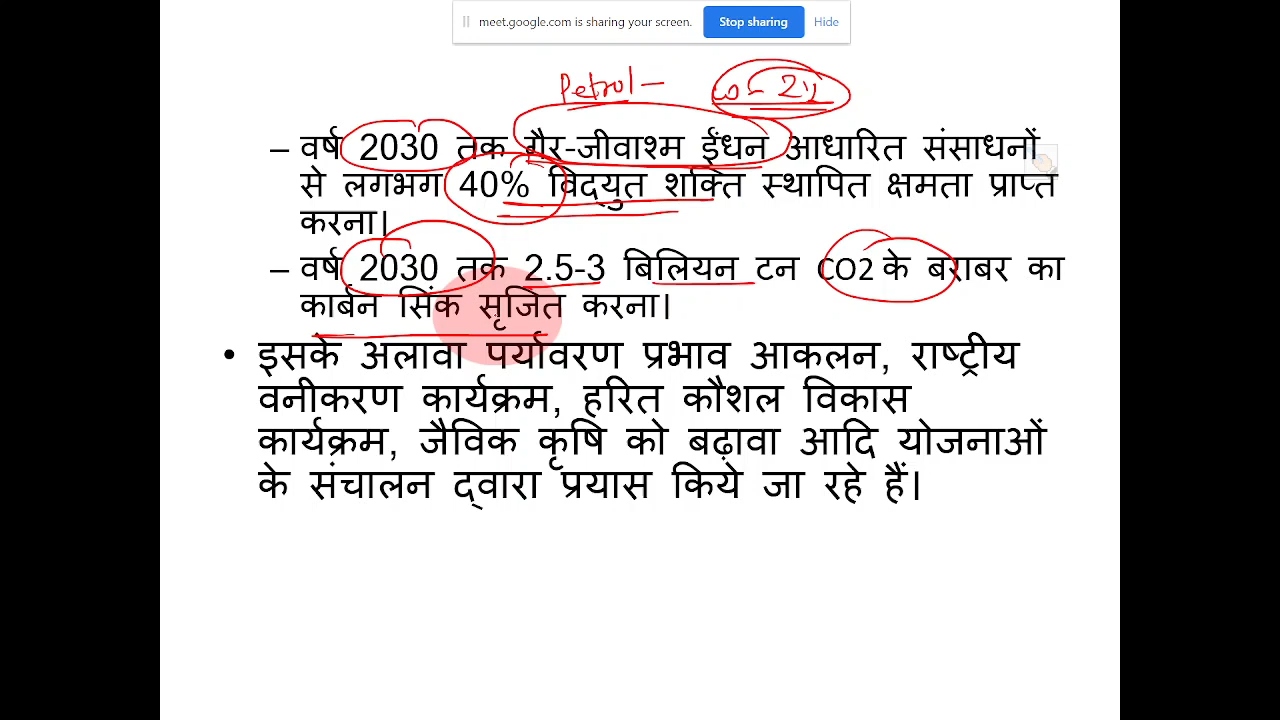 meet.google.com is sharing your screen. Stop sharing Hide
Petrol –
– वर्ष 2030 तक गैर-जीवाश्म ईंधन आधारित संसाधनों
से लगभग 40% विद्युत शक्ति स्थापित क्षमता प्राप्त
करना।
– वर्ष 2030 तक 2.5-3 बिलियन टन CO2 के बराबर का
कार्बन सिंक सृजित करना।
• इसके अलावा पर्यावरण प्रभाव आकलन, राष्ट्रीय
वनीकरण कार्यक्रम, हरित कौशल विकास
कार्यक्रम, जैविक कृषि को बढ़ावा आदि योजनाओं
के संचालन द्वारा प्रयास किये जा रहे हैं।